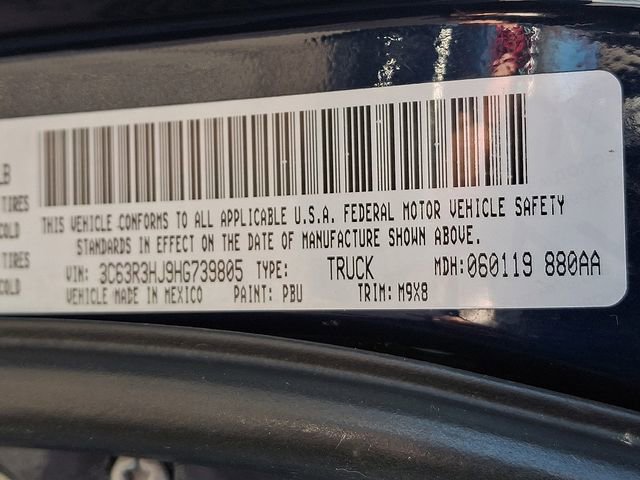 LB
TIRES
COLD
TIRES
COLD
THIS VEHICLE CONFORMS TO ALL APPLICABLE U.S.A. FEDERAL MOTOR VEHICLE SAFETY
STANDARDS IN EFFECT ON THE DATE OF MANUFACTURE SHOWN ABOVE.
VIN: 3C63R3HJ9HG739805 TYPE: TRUCK MDH:060119 880AA
VEHICLE MADE IN MEXICO PAINT: PBU TRIM: M9X8